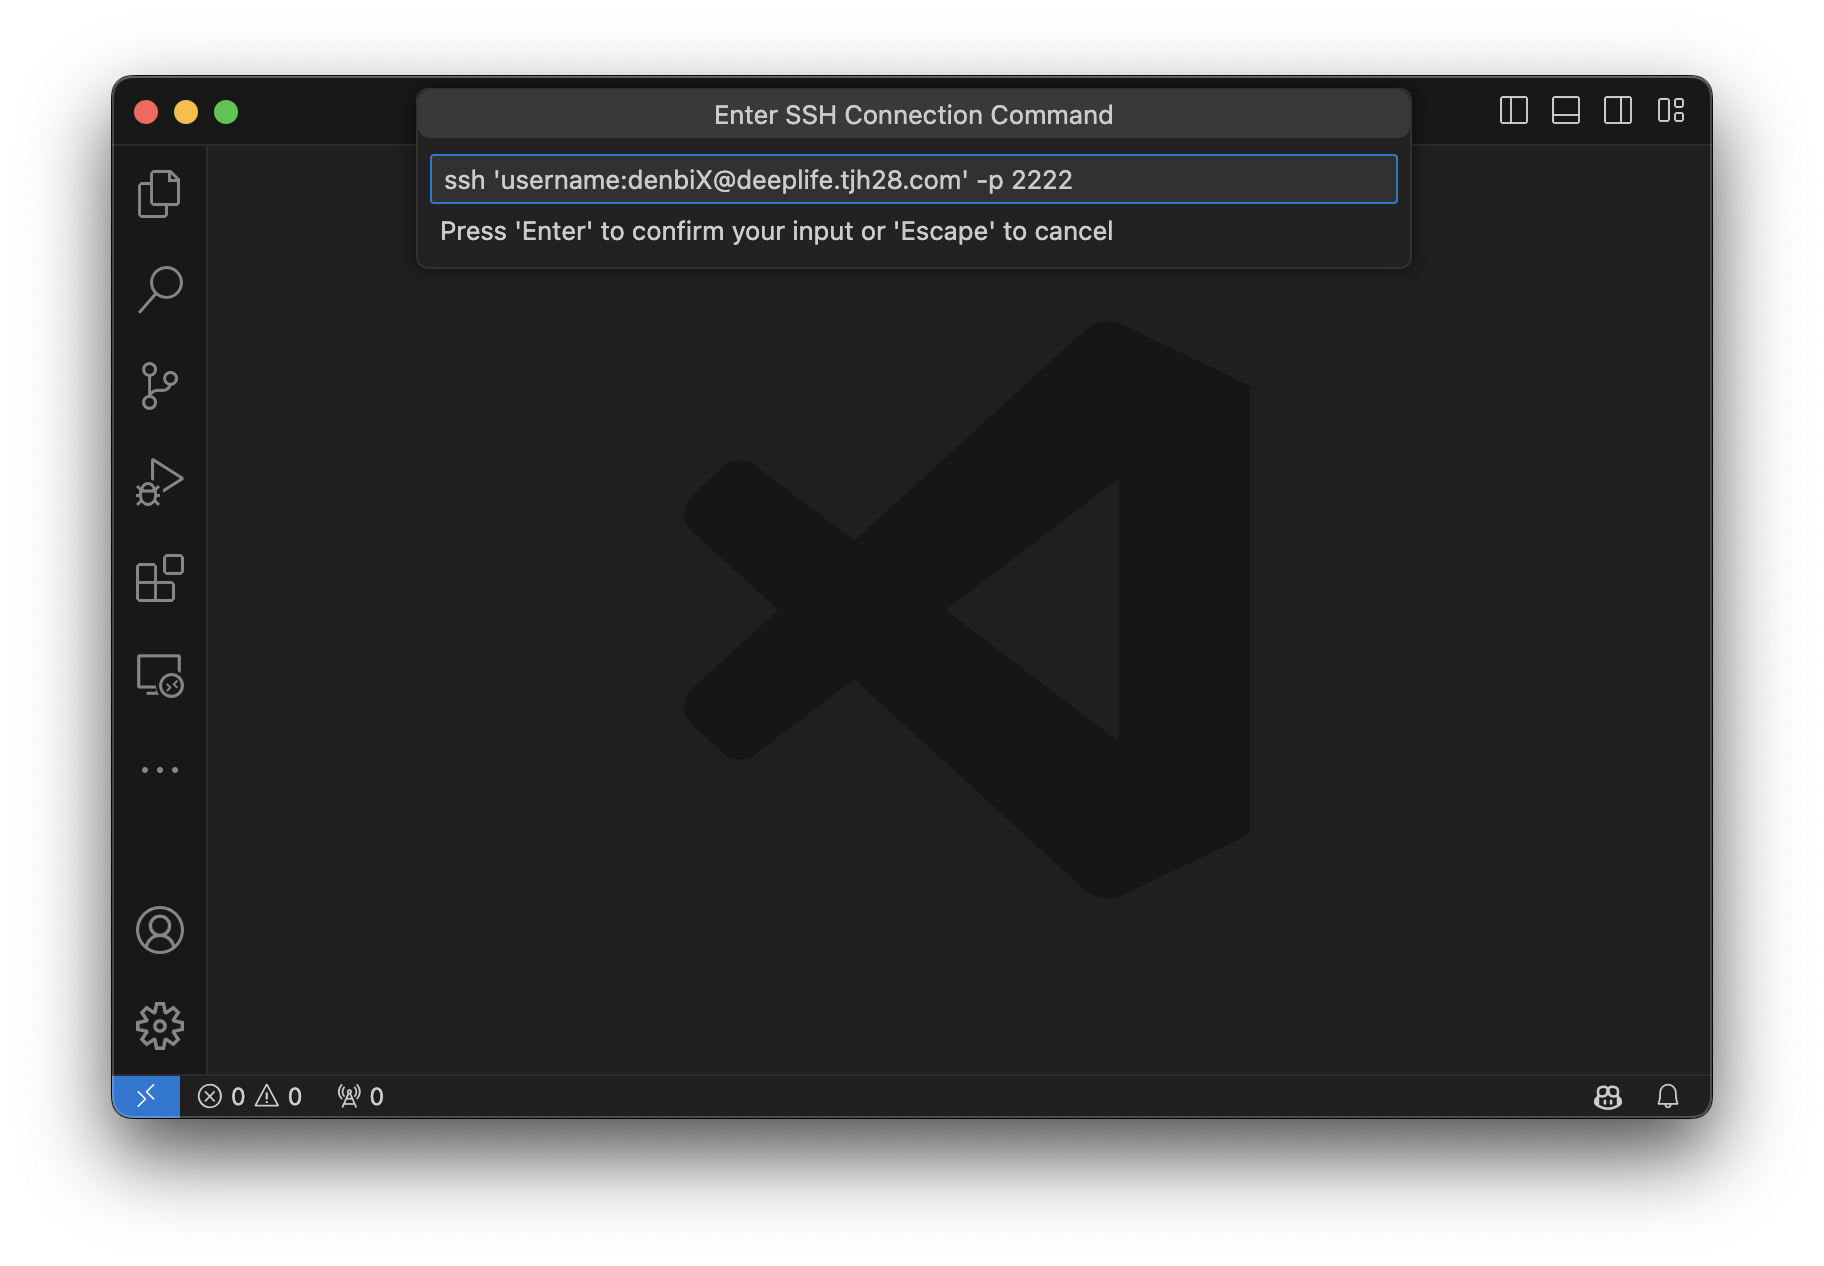 Enter SSH Connection Command
ssh 'username:denbiX@deeplife.tjh28.com' -p 2222
Press 'Enter' to confirm your input or 'Escape' to cancel
0 0 0